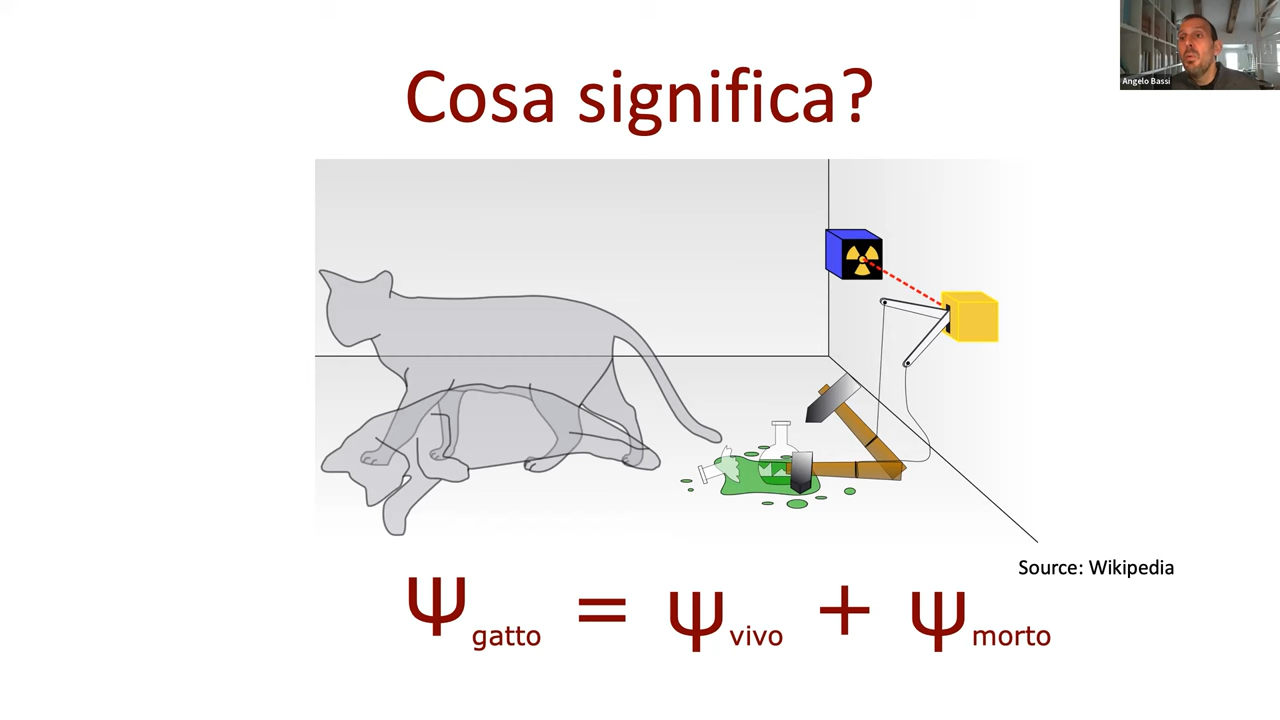 Cosa significa?
Angelo Bassi
Source: Wikipedia
Ψgatto = Ψvivo + Ψmorto